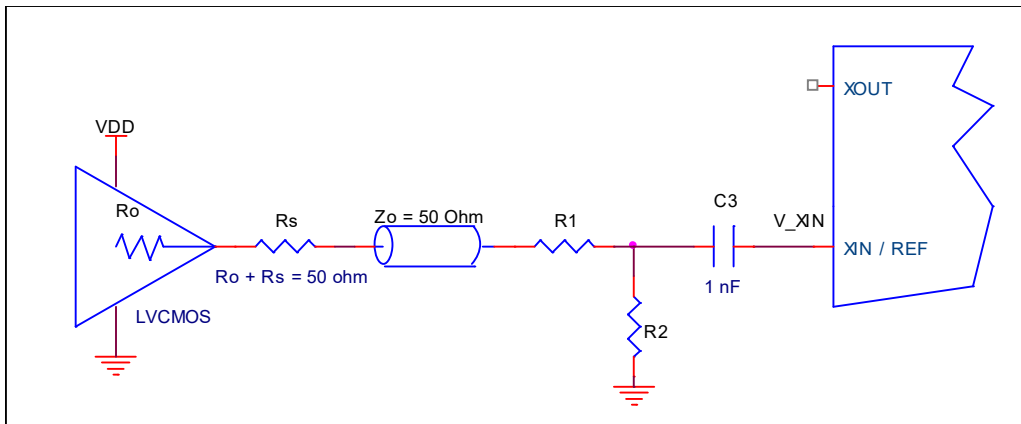 XOUT
VDD
Ro
Rs
Zo = 50 Ohm
R1
C3
V_XIN
XIN / REF
Ro + Rs = 50 ohm
1 nF
LVCMOS
R2